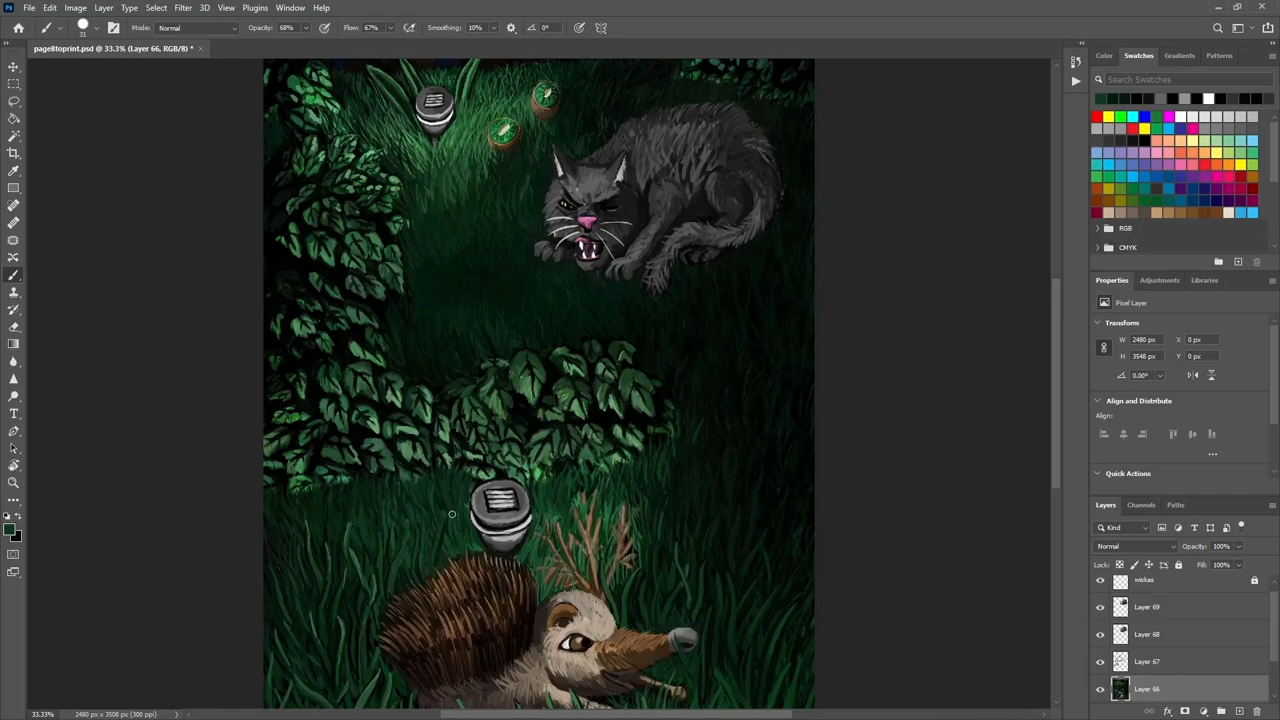 Ps File Edit Image Layer Type Select Filter 3D View Plugins Window Help
31 Mode: Normal Opacity: 68% Flow: 67% Smoothing: 10% 0°
page8toprint.psd @ 33.3% (Layer 66, RGB/8) *
Color Swatches Gradients Patterns
Search Swatches
RGB
CMYK
Properties Adjustments Libraries
Pixel Layer
Transform
W 2480 px X 0 px
H 3548 px Y 0 px
0.00°
Align and Distribute
Align:
Quick Actions
Layers Channels Paths
Kind
Normal Opacity: 100%
Lock: Fill: 100%
wiskas
Layer 69
Layer 68
Layer 67
Layer 66
33.33% 2480 px x 3508 px (300 ppi)